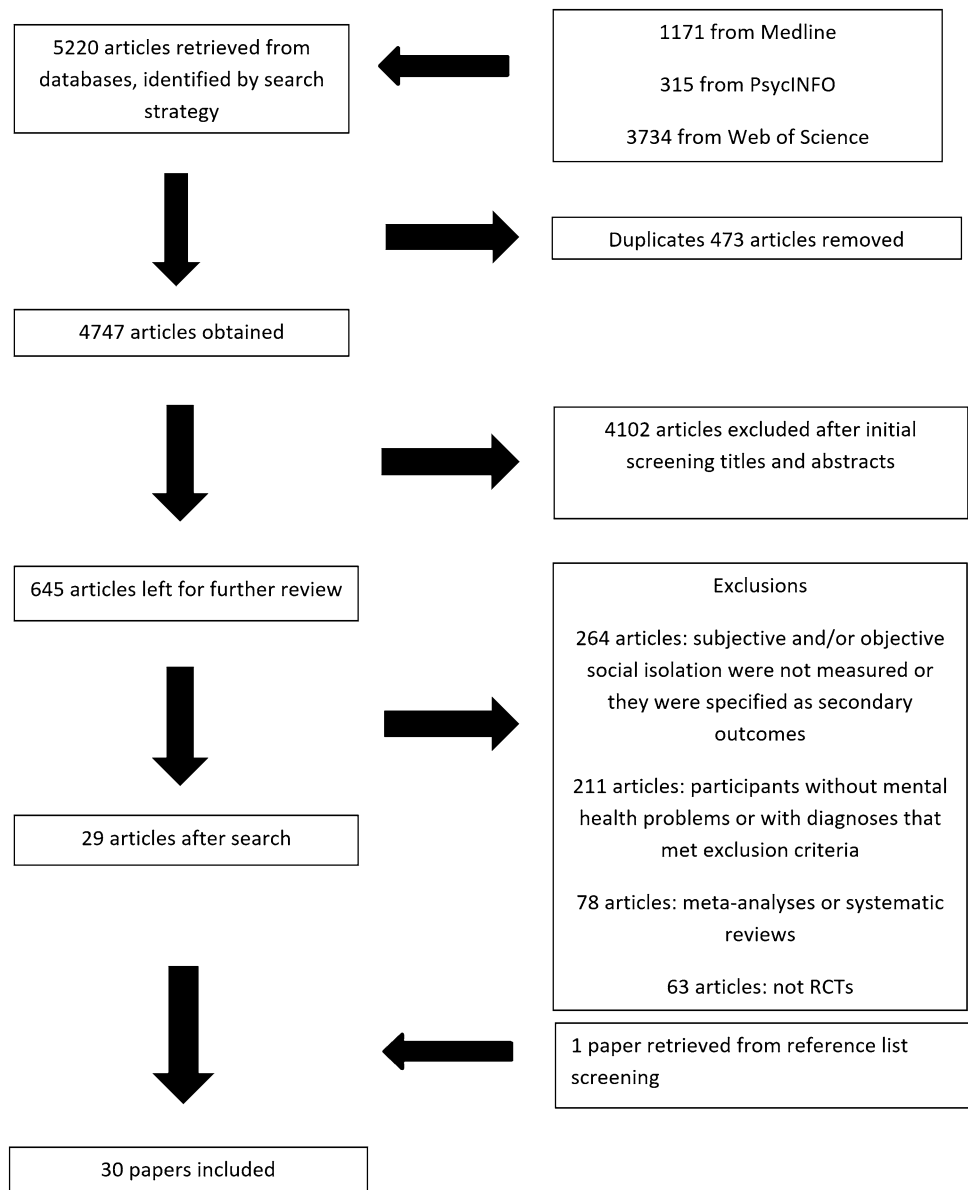 5220 articles retrieved from
databases, identified by search
strategy
1171 from Medline
315 from PsycINFO
3734 from Web of Science
Duplicates 473 articles removed
4747 articles obtained
4102 articles excluded after initial
screening titles and abstracts
645 articles left for further review
Exclusions
264 articles: subjective and/or objective
social isolation were not measured or
they were specified as secondary
outcomes
211 articles: participants without mental
health problems or with diagnoses that
met exclusion criteria
78 articles: meta-analyses or systematic
reviews
63 articles: not RCTs
29 articles after search
1 paper retrieved from reference list
screening
30 papers included